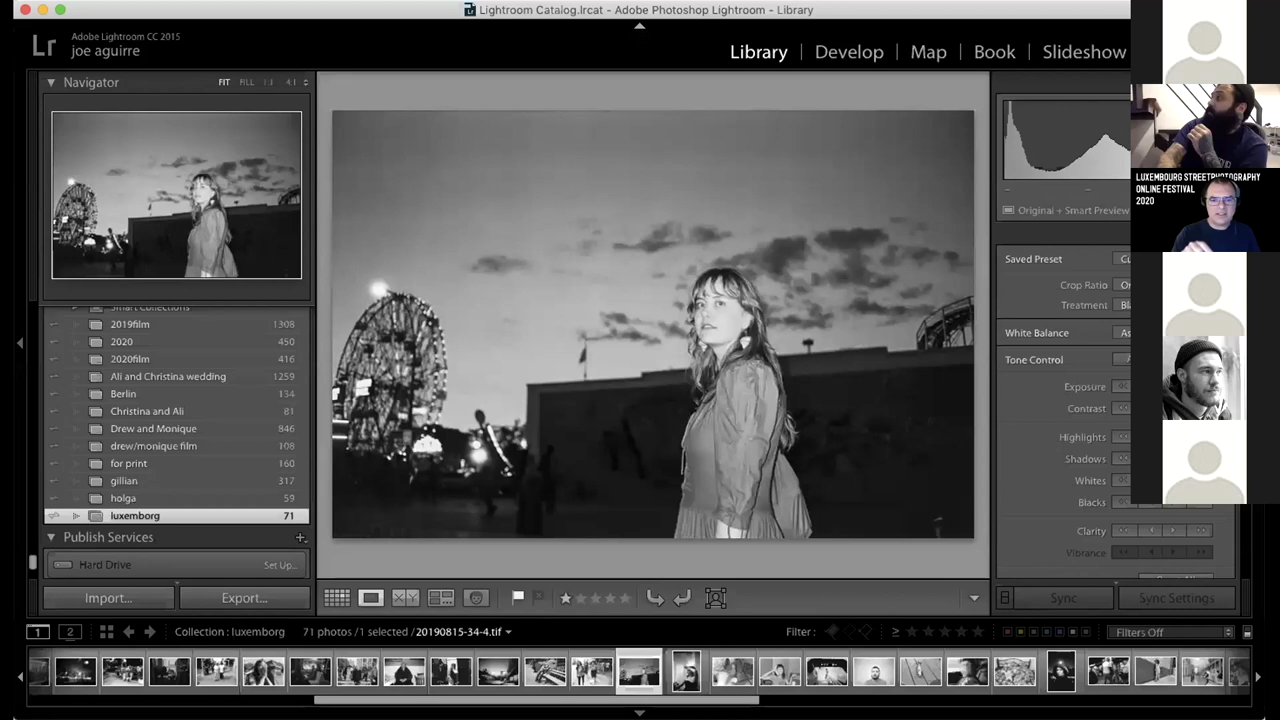 Lightroom Catalog.lrcat - Adobe Photoshop Lightroom - Library
Lr
Adobe Lightroom CC 2015
joe aguirre
Library | Develop | Map | Book | Slideshow
Navigator
FIT FILL 1:1 4:1
LUXEMBOURG STREETPHOTOGRAPHY
ONLINE FESTIVAL
2020
Original + Smart Preview
Saved Preset
Crop Ratio
Treatment
White Balance
Tone Control
Exposure
Contrast
Highlights
Shadows
Whites
Blacks
Clarity
Vibrance
Smart Collections
2019film 1308
2020 450
2020film 416
Ali and Christina wedding 1259
Berlin 134
Christina and Ali 81
Drew and Monique 846
drew/monique film 108
for print 160
gillian 317
holga 59
luxemborg 71
Publish Services
Hard Drive Set Up...
Import... Export...
XY
Sync Sync Settings
1 2 Collection : luxemborg 71 photos / 1 selected / 20190815-34-4.tif Filter : Filters Off